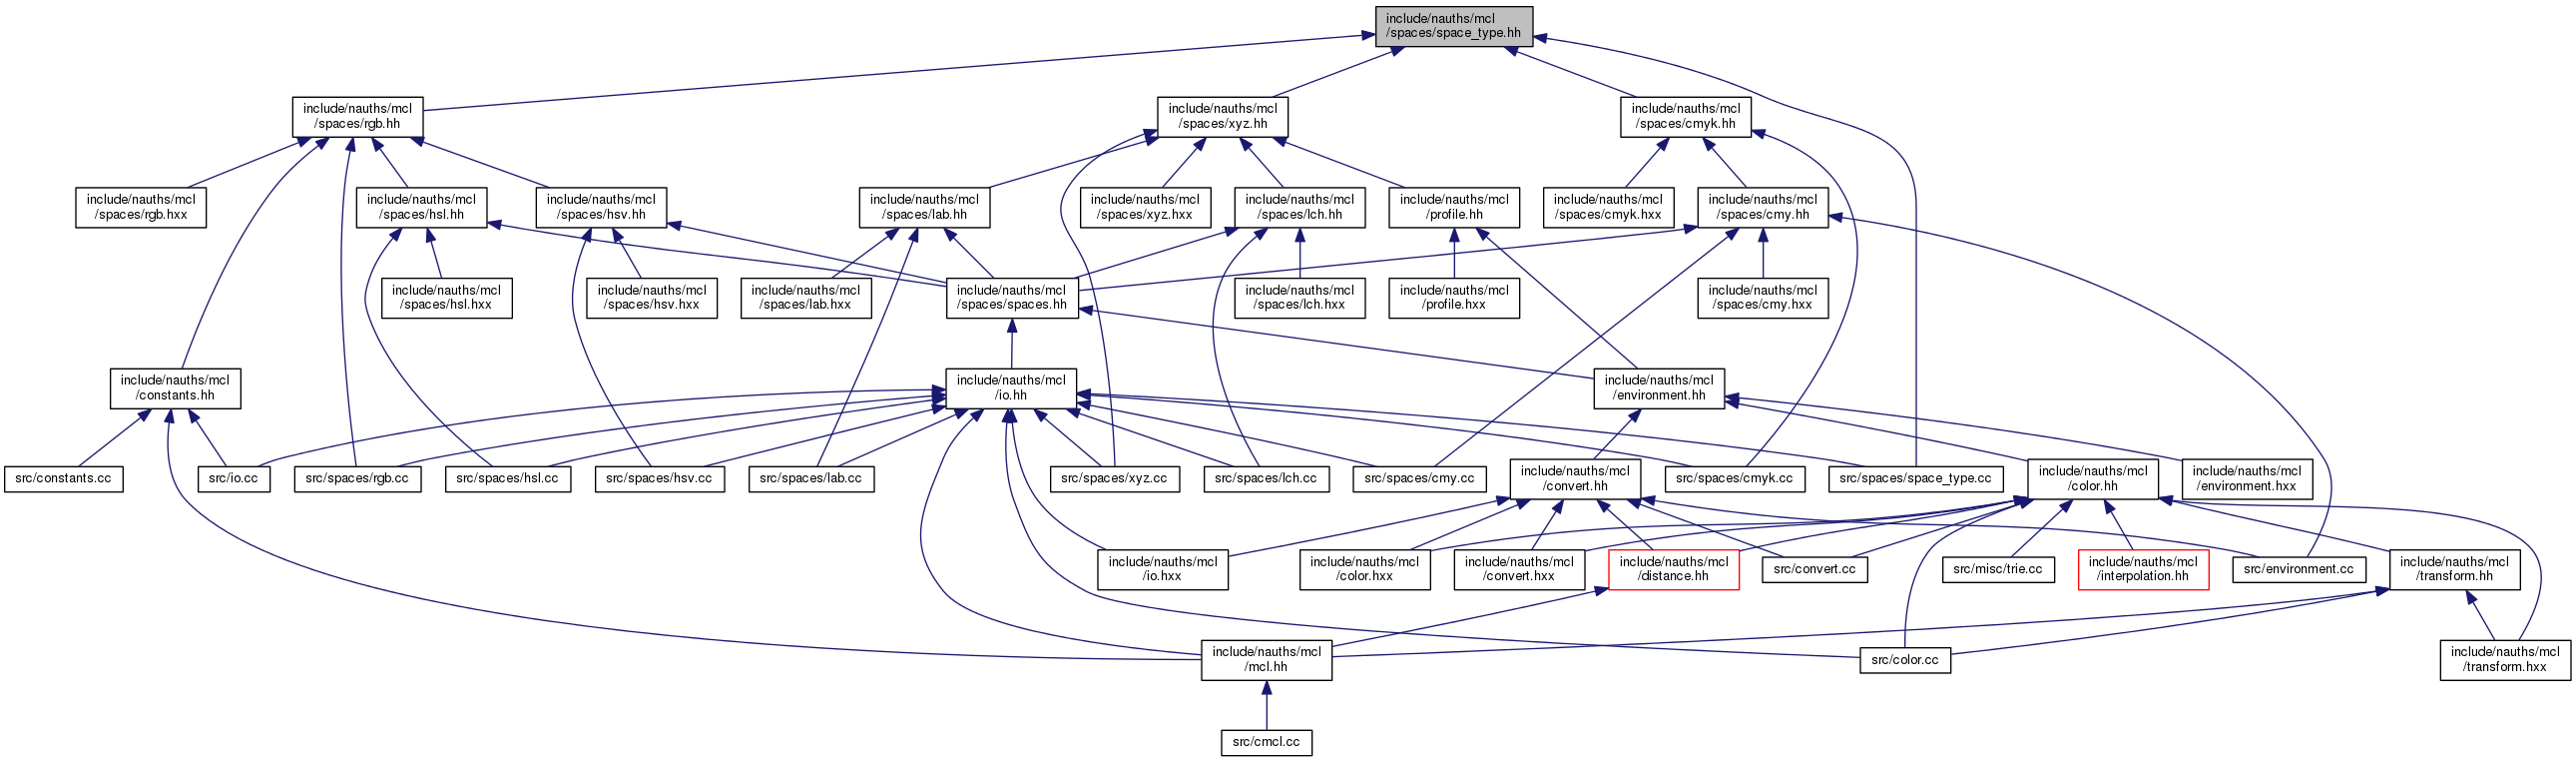 include/nauths/mcl
/spaces/space_type.hh
include/nauths/mcl
/spaces/rgb.hh
include/nauths/mcl
/spaces/xyz.hh
include/nauths/mcl
/spaces/cmyk.hh
include/nauths/mcl
/spaces/rgb.hxx
include/nauths/mcl
/spaces/hsl.hh
include/nauths/mcl
/spaces/hsv.hh
include/nauths/mcl
/spaces/lab.hh
include/nauths/mcl
/spaces/xyz.hxx
include/nauths/mcl
/spaces/lch.hh
include/nauths/mcl
/profile.hh
include/nauths/mcl
/spaces/cmyk.hxx
include/nauths/mcl
/spaces/cmy.hh
include/nauths/mcl
/spaces/hsl.hxx
include/nauths/mcl
/spaces/hsv.hxx
include/nauths/mcl
/spaces/lab.hxx
include/nauths/mcl
/spaces/spaces.hh
include/nauths/mcl
/spaces/lch.hxx
include/nauths/mcl
/profile.hxx
include/nauths/mcl
/spaces/cmy.hxx
include/nauths/mcl
/constants.hh
include/nauths/mcl
/io.hh
include/nauths/mcl
/environment.hh
src/constants.cc
src/io.cc
src/spaces/rgb.cc
src/spaces/hsl.cc
src/spaces/hsv.cc
src/spaces/lab.cc
src/spaces/xyz.cc
src/spaces/lch.cc
src/spaces/cmy.cc
include/nauths/mcl
/convert.hh
src/spaces/cmyk.cc
src/spaces/space_type.cc
include/nauths/mcl
/color.hh
include/nauths/mcl
/environment.hxx
include/nauths/mcl
/io.hxx
include/nauths/mcl
/color.hxx
include/nauths/mcl
/convert.hxx
include/nauths/mcl
/distance.hh
src/convert.cc
src/misc/trie.cc
include/nauths/mcl
/interpolation.hh
src/environment.cc
include/nauths/mcl
/transform.hh
include/nauths/mcl
/mcl.hh
src/color.cc
include/nauths/mcl
/transform.hxx
src/cmcl.cc